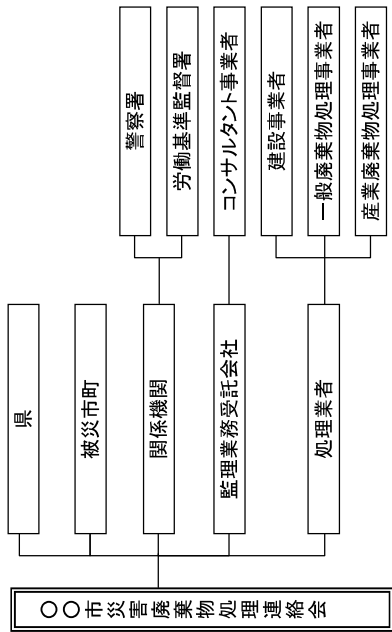 〇〇市災害廃棄物処理連絡会
県
被災市町
関係機関
警察署
労働基準監督署
監理業務受託会社
コンサルタント事業者
処理業者
建設事業者
一般廃棄物処理事業者
産業廃棄物処理事業者